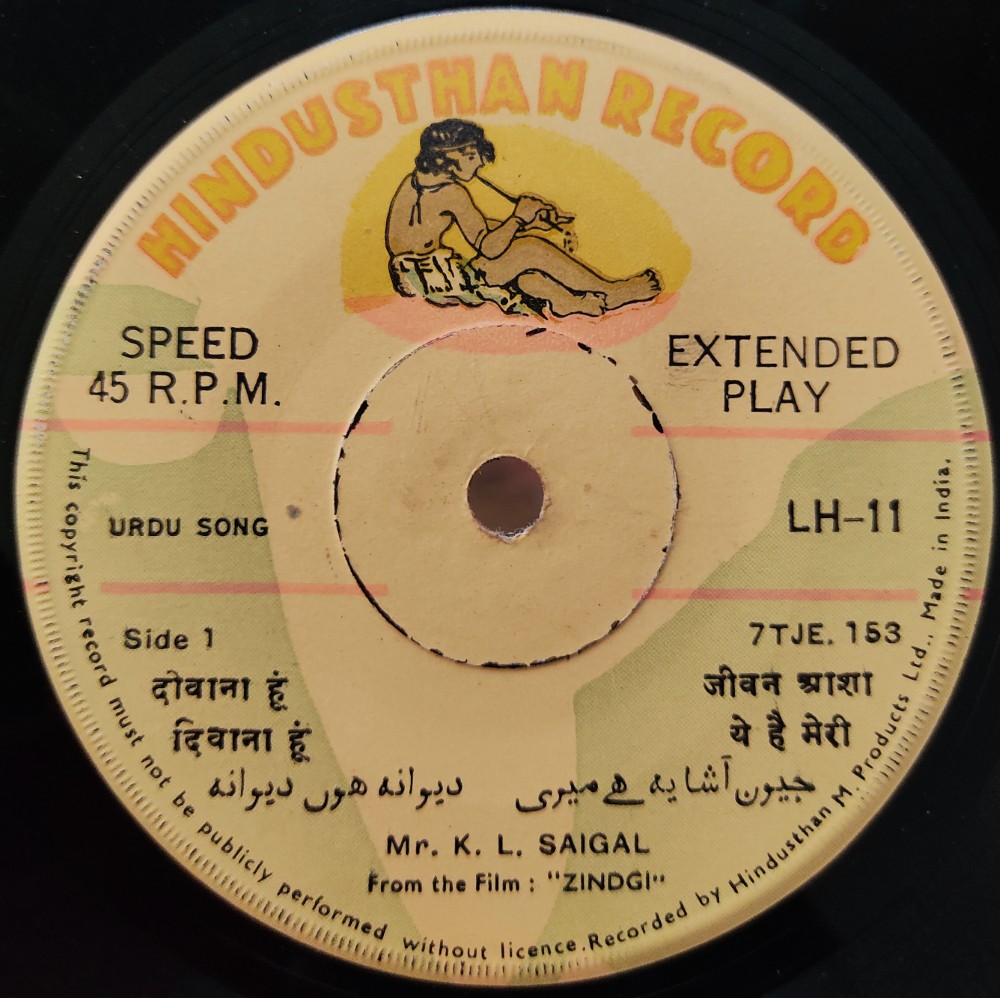 HINDUSTHAN RECORD
SPEED
45 R.P.M.
EXTENDED
PLAY
URDU SONG
LH-11
Side 1
7TJE. 153
दीवाना हूं
दिवाना हूं
जीवन आशा
ये है मेरी
جیون آشا یہ ھے میری
دیوانہ ھوں دیوانہ
Mr. K. L. SAIGAL
From the Film : "ZINDGI"
This copyright record must not be publicly performed without licence. Recorded by Hindusthan M. Products Ltd., Made in India.